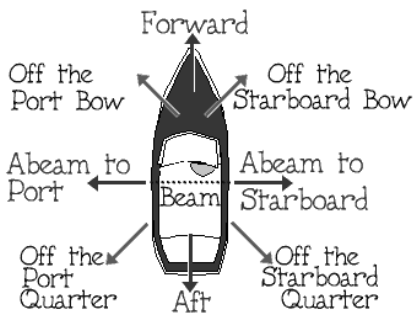 Forward
Off the
Port Bow
Off the
Starboard Bow
Abeam to
Port
Beam
Abeam to
Starboard
Off the
Port
Quarter
Aft
Off the
Starboard
Quarter